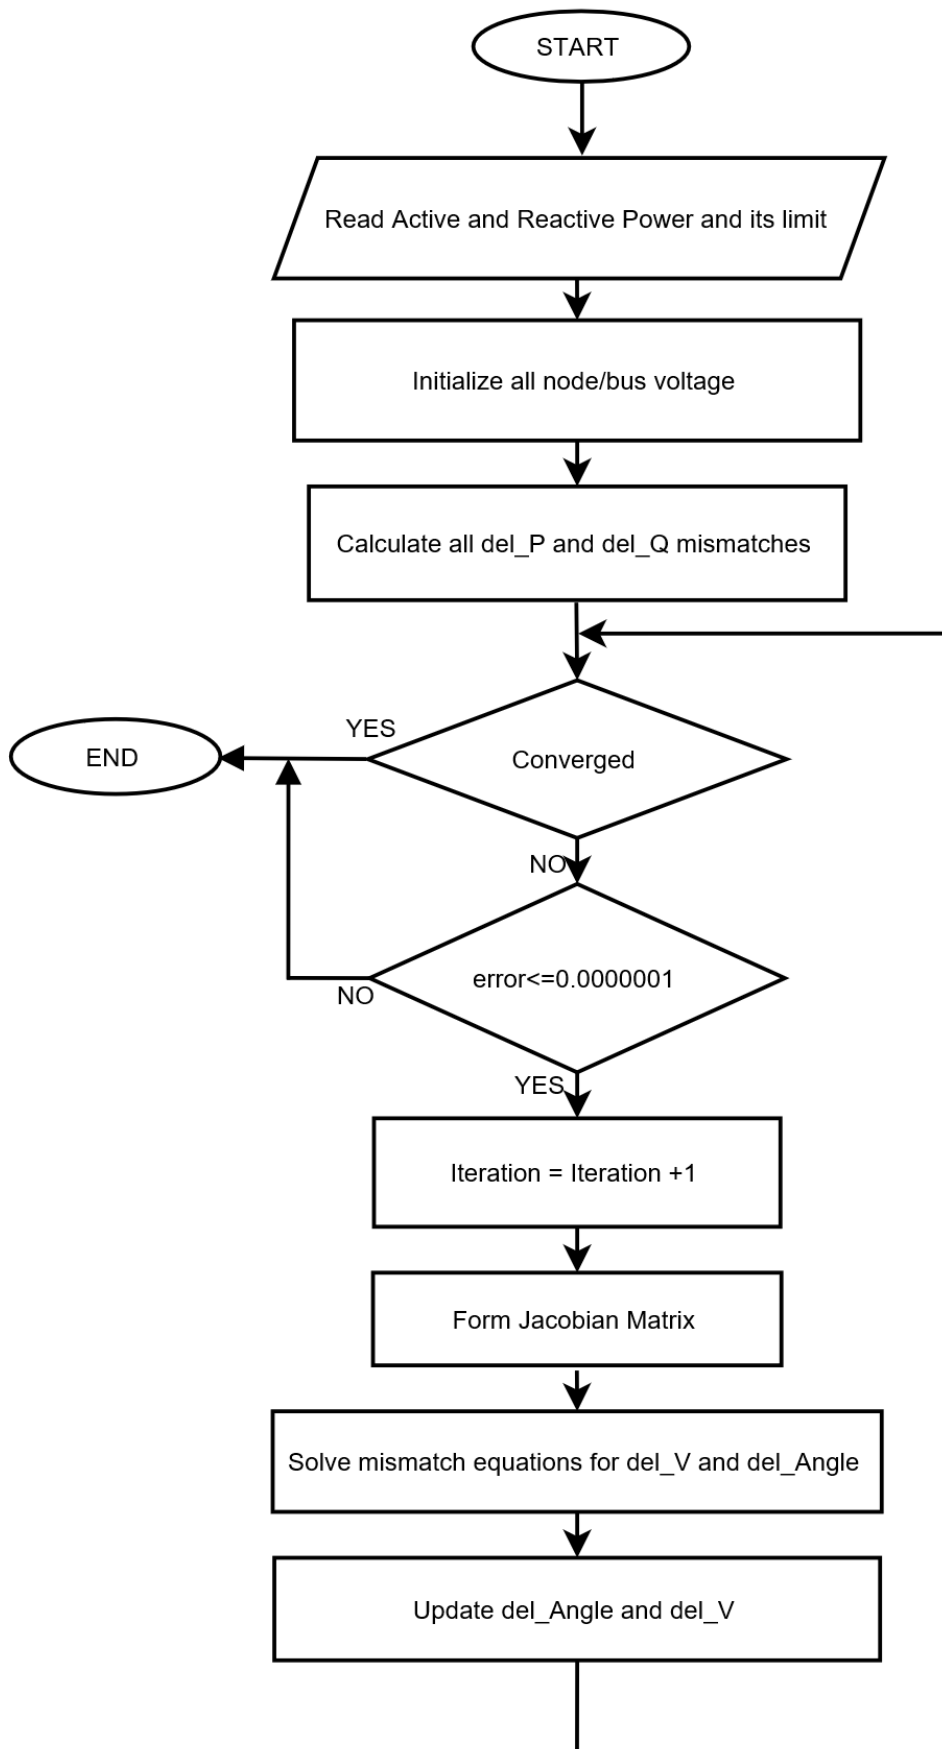 START
Read Active and Reactive Power and its limit
Initialize all node/bus voltage
Calculate all del_P and del_Q mismatches
YES
END
Converged
NO
error<=0.0000001
NO
YES
Iteration = Iteration +1
Form Jacobian Matrix
Solve mismatch equations for del_V and del_Angle
Update del_Angle and del_V